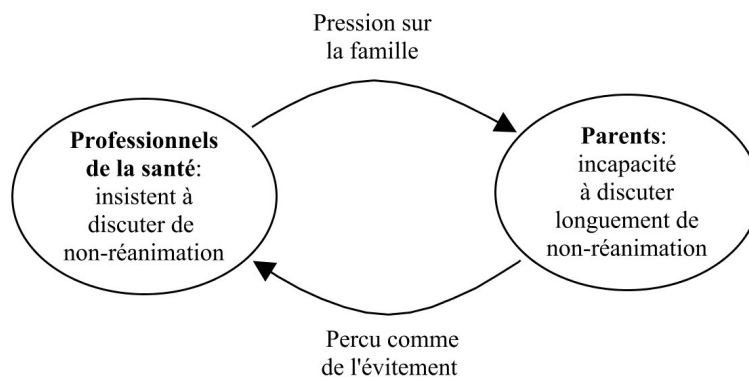 Pression sur
la famille
Professionnels
de la santé:
insistent à
discuter de
non-réanimation
Parents:
incapacité
à discuter
longuement de
non-réanimation
Percu comme
de l'évitement